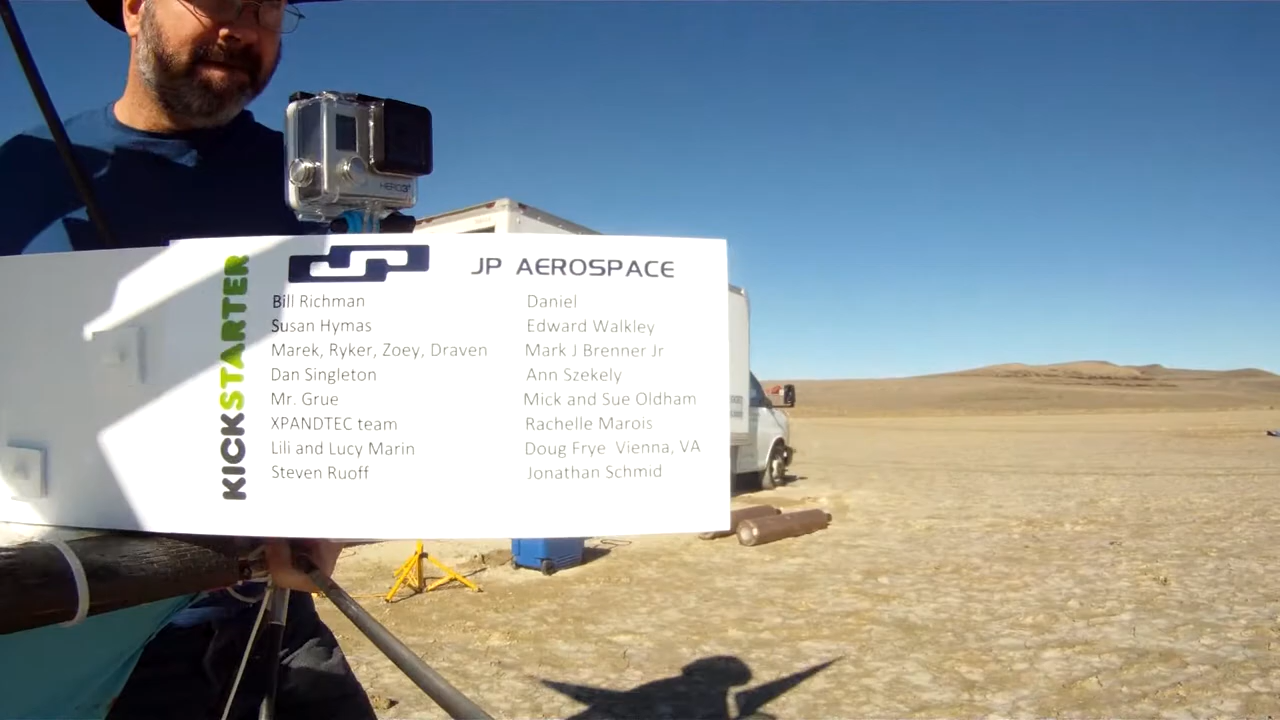 HERO3+
KICKSTARTER
JP
JP AEROSPACE
Bill Richman
Susan Hymas
Marek, Ryker, Zoey, Draven
Dan Singleton
Mr. Grue
XPANDTEC team
Lili and Lucy Marin
Steven Ruoff
Daniel
Edward Walkley
Mark J Brenner Jr
Ann Szekely
Mick and Sue Oldham
Rachelle Marois
Doug Frye Vienna, VA
Jonathan Schmid